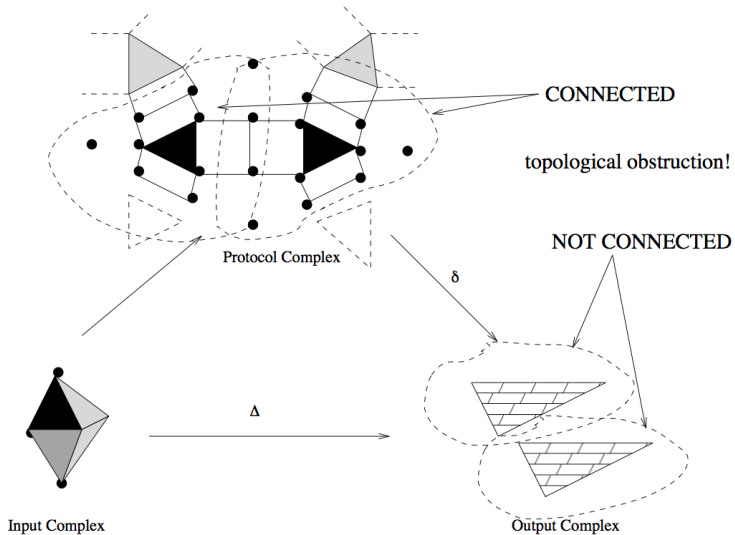 CONNECTED
topological obstruction!
NOT CONNECTED
Protocol Complex
δ
Δ
Input Complex
Output Complex